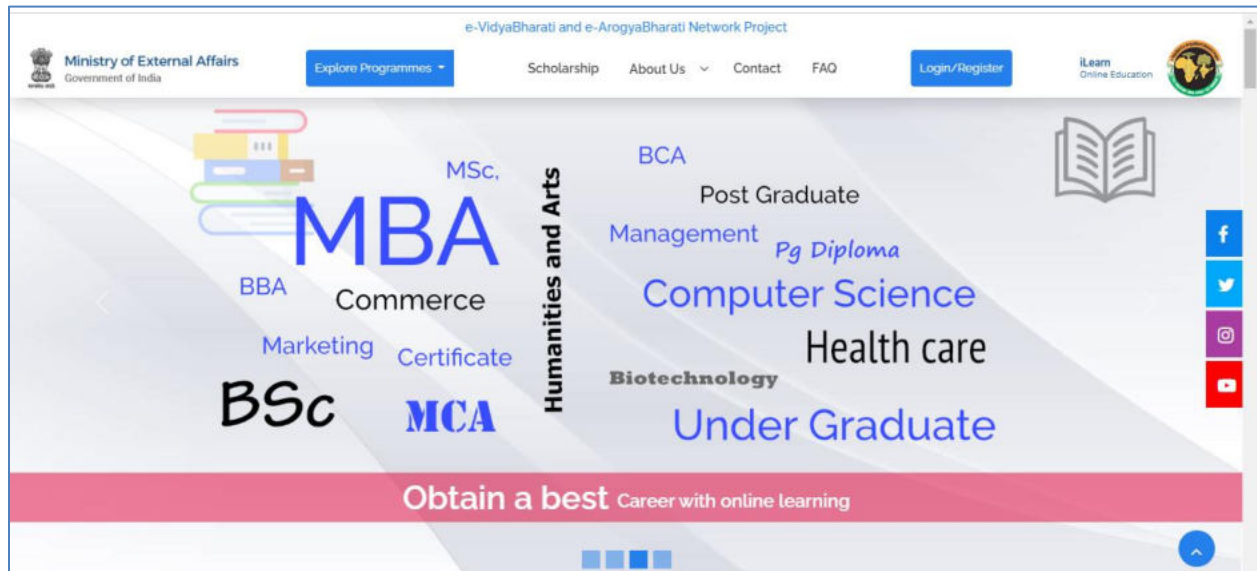 e-VidyaBharati and e-ArogyaBharati Network Project
Ministry of External Affairs
Government of India
Explore Programmes
Scholarship
About Us
Contact
FAQ
Login/Register
iLearn
Online Education
MSc,
MBA
BBA
Commerce
Marketing
Certificate
BSc
MCA
Humanities and Arts
BCA
Post Graduate
Management
Pg Diploma
Computer Science
Health care
Biotechnology
Under Graduate
Obtain a best Career with online learning